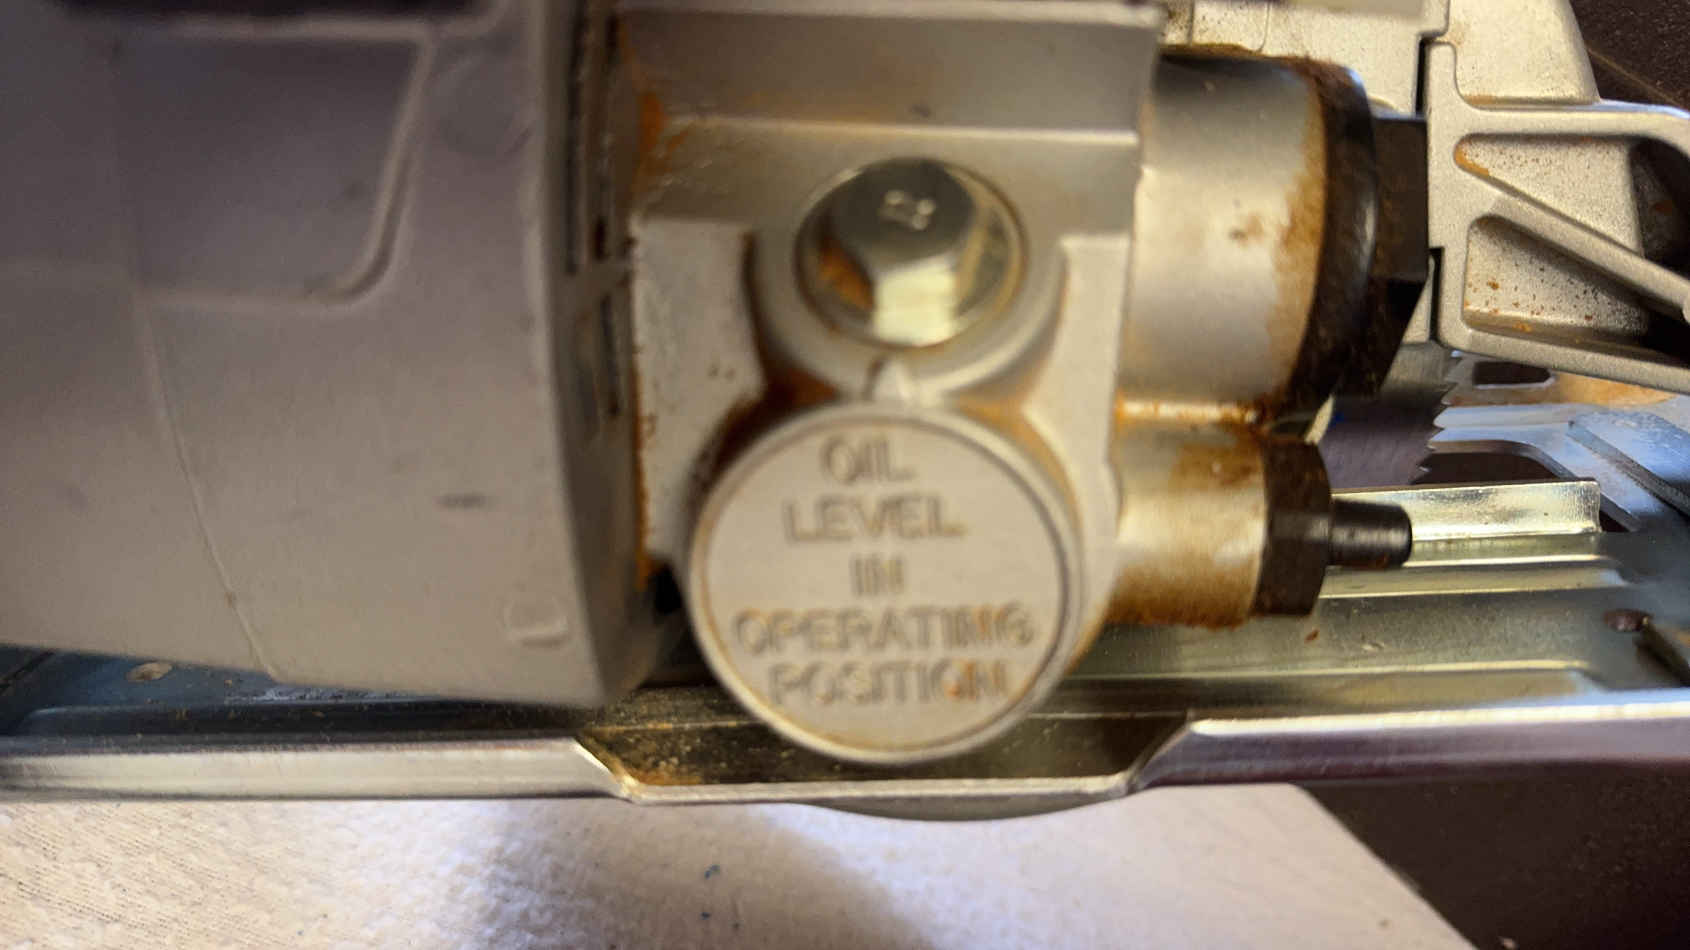 OIL
LEVEL
IN
OPERATING
POSITION